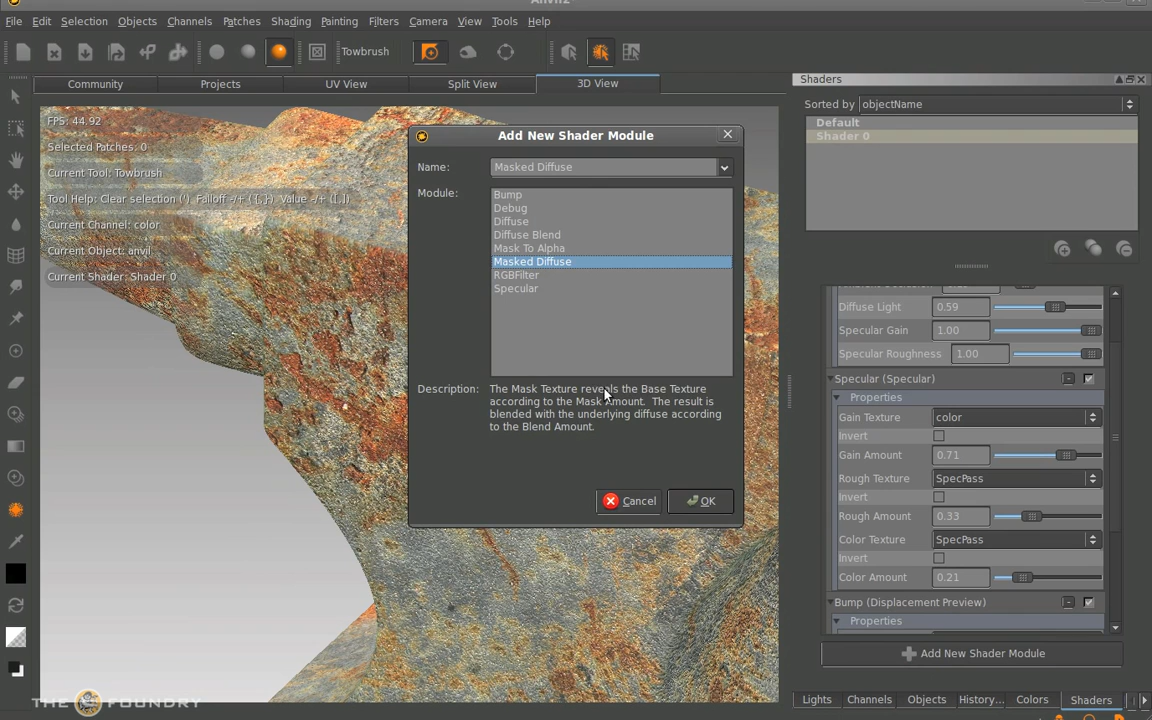 File Edit Selection Objects Channels Patches Shading Painting Filters Camera View Tools Help
Towbrush
Community Projects UV View Split View 3D View
FPS: 44.92
Selected Patches: 0
Current Tool: Towbrush
Tool Help: Clear selection ('), Falloff -/+ ({,}), Value -/+ ([,])
Current Channel: color
Current Object: anvil
Current Shader: Shader 0
Add New Shader Module
Name: Masked Diffuse
Module:
Bump
Debug
Diffuse
Diffuse Blend
Mask To Alpha
Masked Diffuse
RGBFilter
Specular
Description: The Mask Texture reveals the Base Texture
according to the Mask Amount. The result is
blended with the underlying diffuse according
to the Blend Amount.
Cancel OK
Shaders
Sorted by objectName
Default
Shader 0
Diffuse Light 0.59
Specular Gain 1.00
Specular Roughness 1.00
Specular (Specular)
Properties
Gain Texture color
Invert
Gain Amount 0.71
Rough Texture SpecPass
Invert
Rough Amount 0.33
Color Texture SpecPass
Invert
Color Amount 0.21
Bump (Displacement Preview)
Properties
Add New Shader Module
Lights Channels Objects History... Colors Shaders
THE FOUNDRY